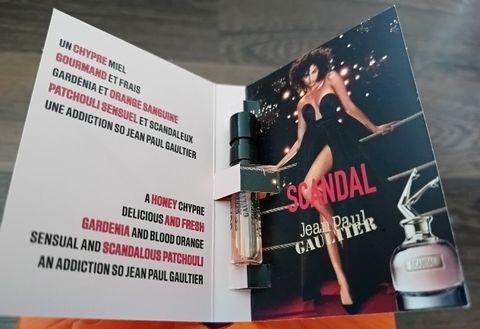 UN CHYPRE MIEL
GOURMAND ET FRAIS
GARDÉNIA ET ORANGE SANGUINE
PATCHOULI SENSUEL ET SCANDALEUX
UNE ADDICTION SO JEAN PAUL GAULTIER
A HONEY CHYPRE
DELICIOUS AND FRESH
GARDENIA AND BLOOD ORANGE
SENSUAL AND SCANDALOUS PATCHOULI
AN ADDICTION SO JEAN PAUL GAULTIER
SCANDAL
Jean Paul
GAULTIER
SCANDAL